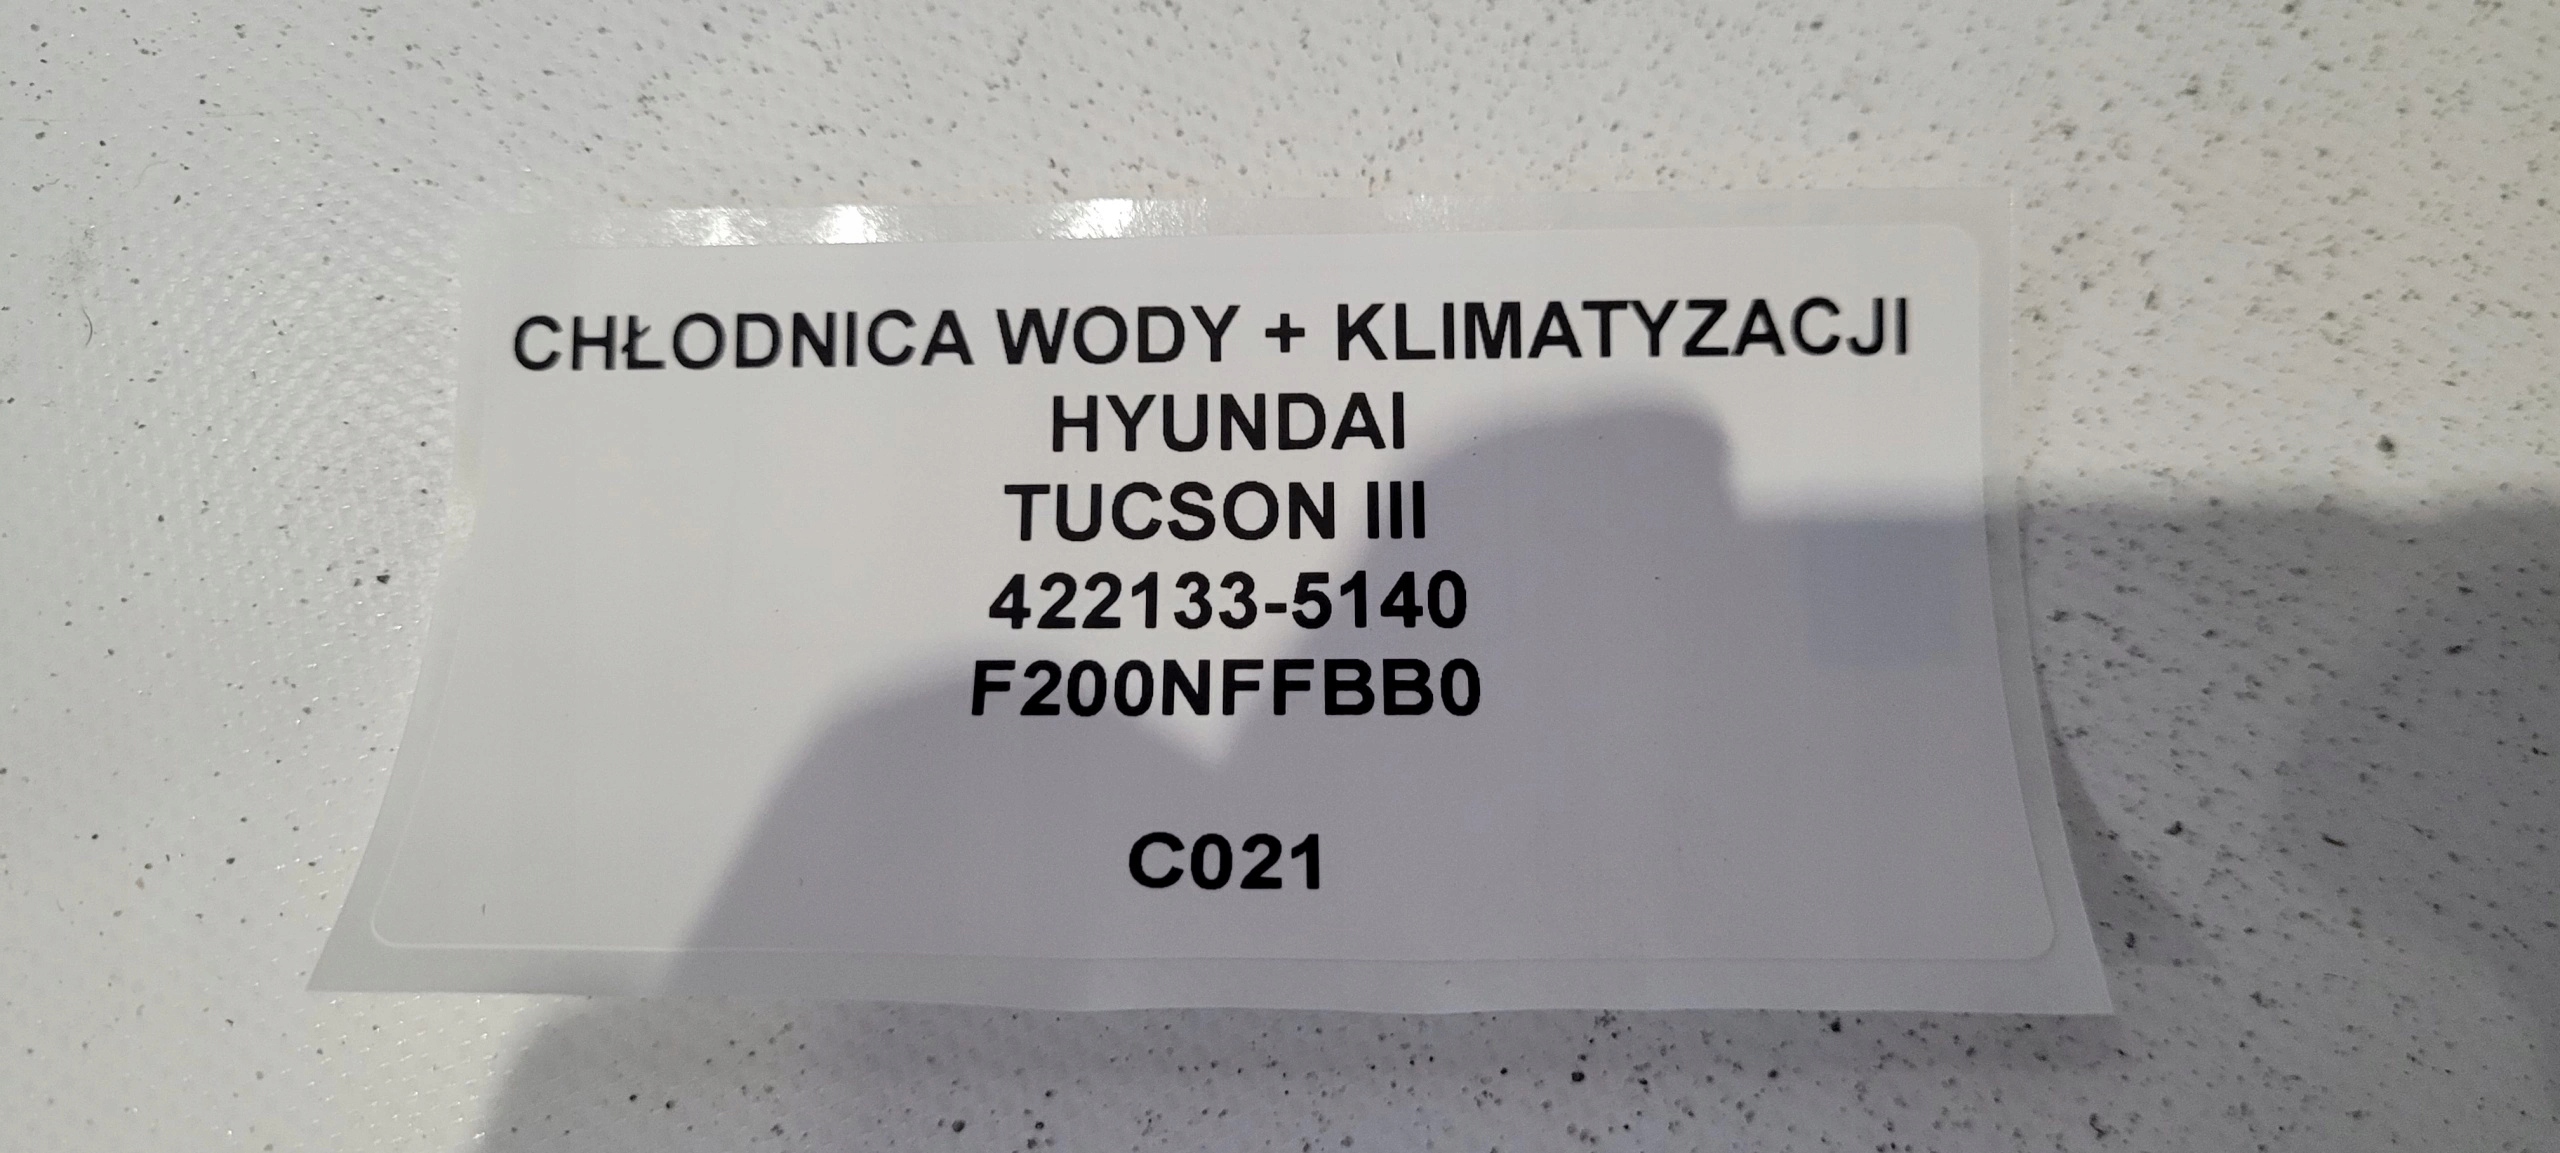 CHŁODNICA WODY + KLIMATYZACJI
HYUNDAI
TUCSON III
422133-5140
F200NFFBB0
C021